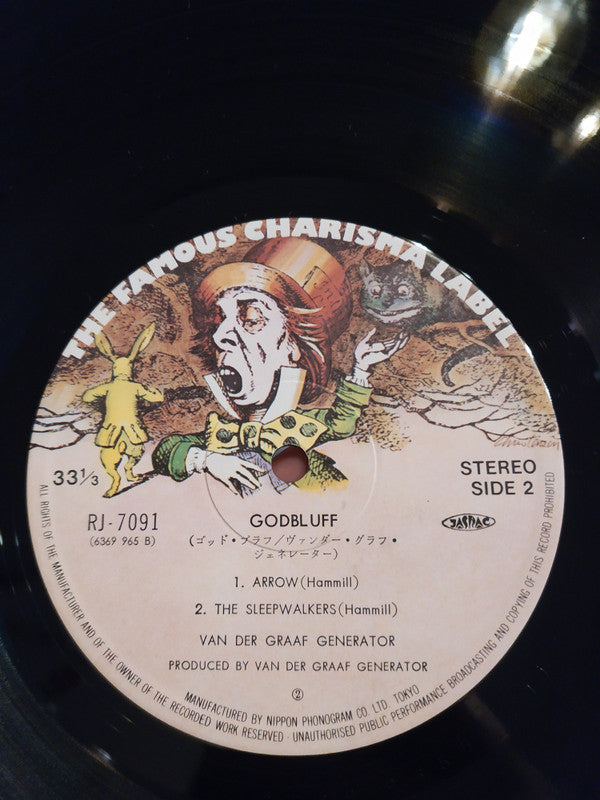 THE FAMOUS CHARISMA LABEL
33 1/3
STEREO
SIDE 2
RJ-7091
(6369 965 B)
JASRAC
GODBLUFF
(ゴッド・ブラフ/ヴァンダー・グラフ・
ジェネレーター)
1. ARROW (Hammill)
2. THE SLEEPWALKERS (Hammill)
VAN DER GRAAF GENERATOR
PRODUCED BY VAN DER GRAAF GENERATOR
②
MANUFACTURED BY NIPPON PHONOGRAM CO. LTD. TOKYO
ALL RIGHTS OF THE MANUFACTURER AND OF THE OWNER OF THE RECORDED WORK RESERVED · UNAUTHORISED PUBLIC PERFORMANCE BROADCASTING AND COPYING OF THIS RECORD PROHIBITED